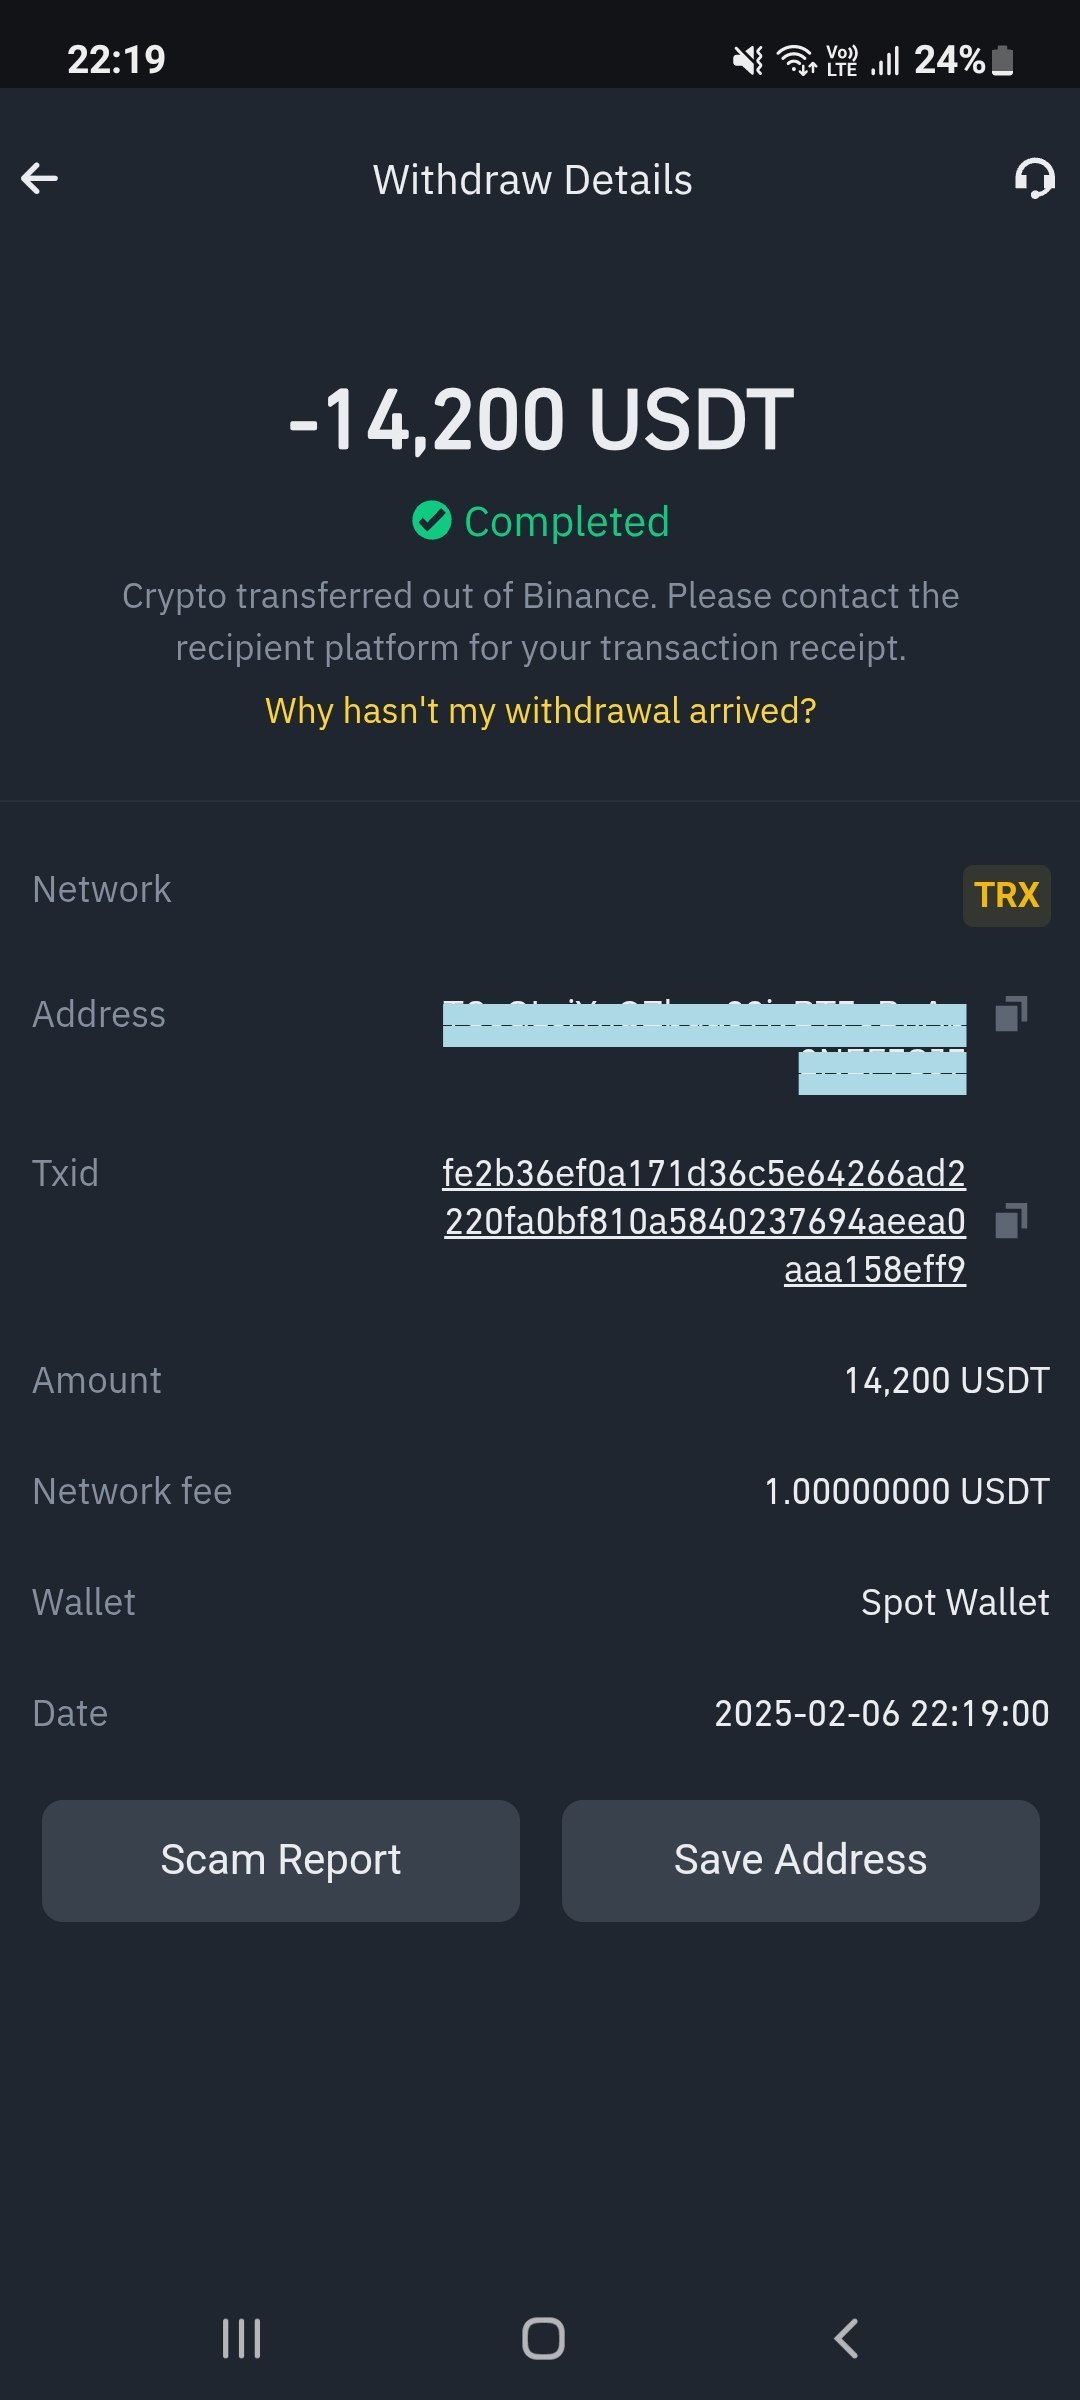 22:19
Vo)) LTE 24%
Withdraw Details
-14,200 USDT
Completed
Crypto transferred out of Binance. Please contact the
recipient platform for your transaction receipt.
Why hasn't my withdrawal arrived?
Network TRX
Address
Txid fe2b36ef0a171d36c5e64266ad2
220fa0bf810a5840237694aeea0
aaa158eff9
Amount 14,200 USDT
Network fee 1.00000000 USDT
Wallet Spot Wallet
Date 2025-02-06 22:19:00
Scam Report Save Address